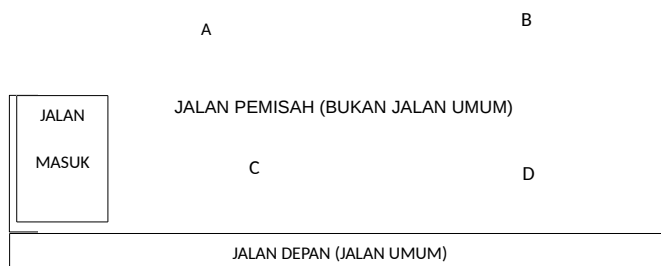 A
B
JALAN PEMISAH (BUKAN JALAN UMUM)
JALAN
MASUK
C
D
JALAN DEPAN (JALAN UMUM)